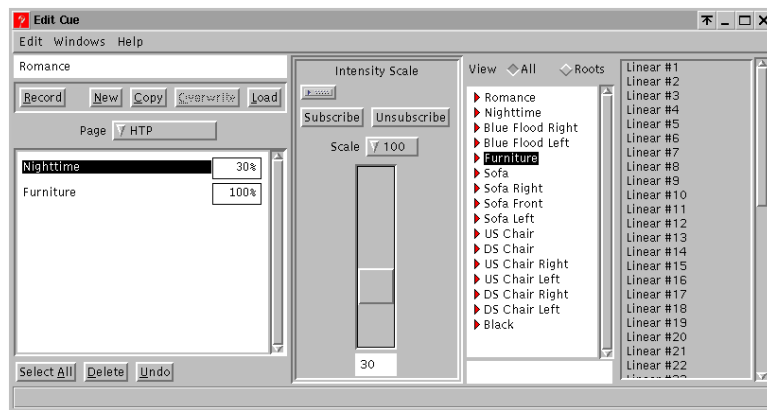 Edit Cue
Edit Windows Help
Romance
Record New Copy Overwrite Load
Page HTP
Nighttime 30%
Furniture 100%
Select All Delete Undo
Intensity Scale
Subscribe Unsubscribe
Scale 100
30
View All Roots
Romance
Nighttime
Blue Flood Right
Blue Flood Left
Furniture
Sofa
Sofa Right
Sofa Front
Sofa Left
US Chair
DS Chair
US Chair Right
US Chair Left
DS Chair Right
DS Chair Left
Black
Linear #1
Linear #2
Linear #3
Linear #4
Linear #5
Linear #6
Linear #7
Linear #8
Linear #9
Linear #10
Linear #11
Linear #12
Linear #13
Linear #14
Linear #15
Linear #16
Linear #17
Linear #18
Linear #19
Linear #20
Linear #21
Linear #22